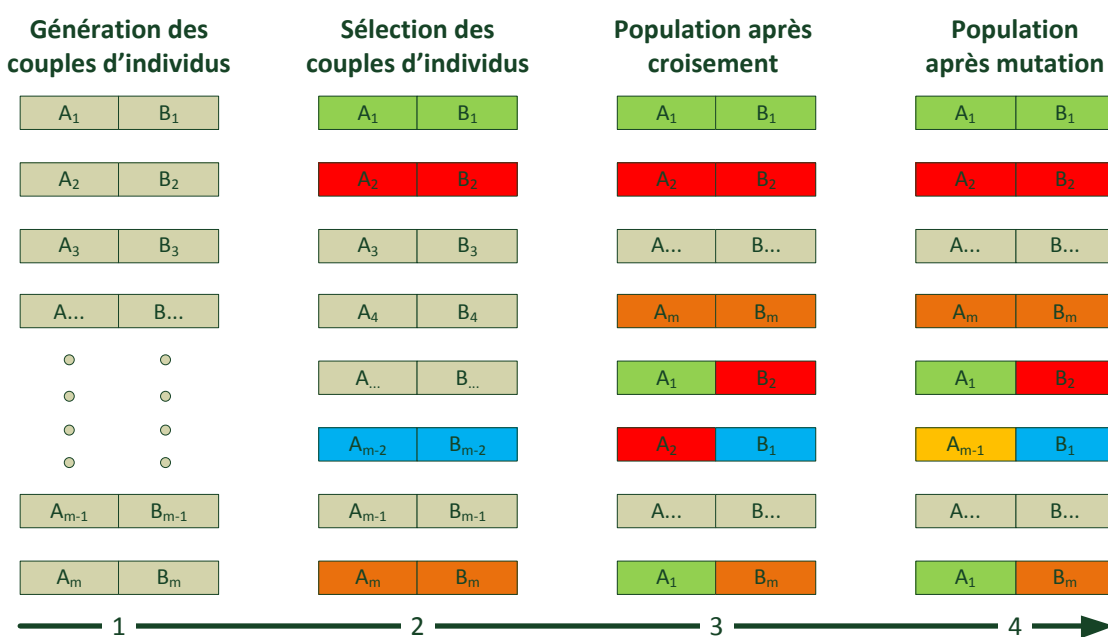 Génération des
couples d'individus
A1 B1
A2 B2
A3 B3
A... B...
Am-1 Bm-1
Am Bm
Sélection des
couples d'individus
A1 B1
A2 B2
A3 B3
A4 B4
A... B...
Am-2 Bm-2
Am-1 Bm-1
Am Bm
Population après
croisement
A1 B1
A2 B2
A... B...
Am Bm
A1 B2
A2 B1
A... B...
A1 Bm
Population
après mutation
A1 B1
A2 B2
A... B...
Am Bm
A1 B2
Am-1 B1
A... B...
A1 Bm
1 2 3 4